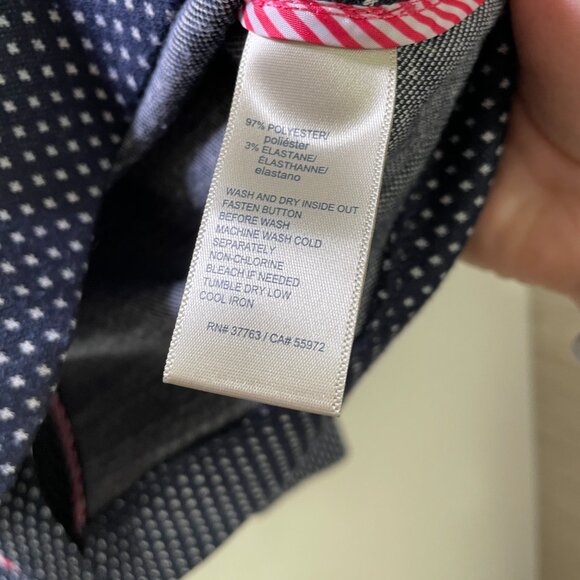 97% POLYESTER/
poliéster
3% ELASTANE/
ÉLASTHANNE/
elastano
WASH AND DRY INSIDE OUT
FASTEN BUTTON
BEFORE WASH
MACHINE WASH COLD
SEPARATELY
NON-CHLORINE
BLEACH IF NEEDED
TUMBLE DRY LOW
COOL IRON
RN# 37763 / CA# 55972